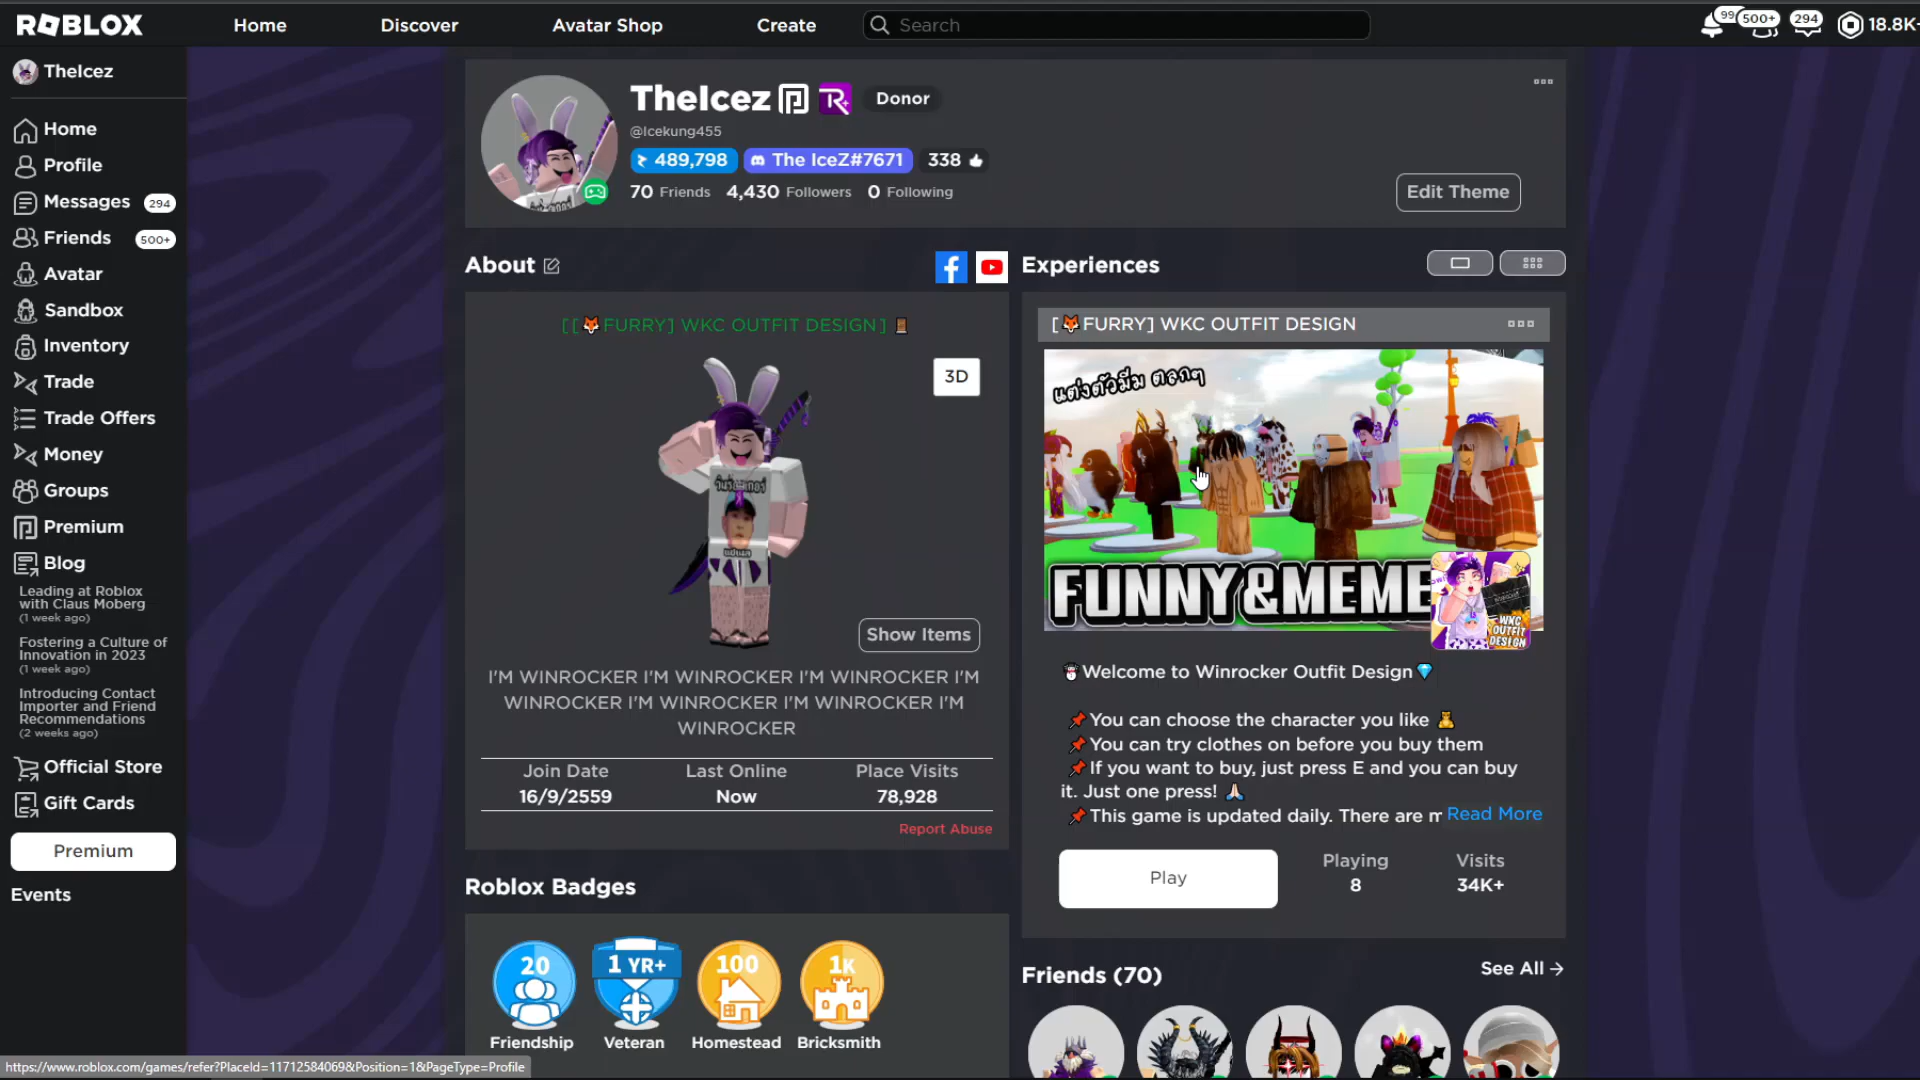 ROBLOX
Home
Discover
Avatar Shop
Create
Search
99
500+
294
18.8K+
TheIcez
Home
Profile
Messages 294
Friends 500+
Avatar
Sandbox
Inventory
Trade
Trade Offers
Money
Groups
Premium
Blog
Leading at Roblox
with Claus Moberg
(1 week ago)
Fostering a Culture of
Innovation in 2023
(1 week ago)
Introducing Contact
Importer and Friend
Recommendations
(2 weeks ago)
Official Store
Gift Cards
Premium
Events
TheIcez Donor
@Icekung455
489,798 The IceZ#7671 338
70 Friends 4,430 Followers 0 Following
Edit Theme
About
[[🦊FURRY] WKC OUTFIT DESIGN]
3D
Show Items
I'M WINROCKER I'M WINROCKER I'M WINROCKER I'M
WINROCKER I'M WINROCKER I'M WINROCKER I'M
WINROCKER
Join Date Last Online Place Visits
16/9/2559 Now 78,928
Report Abuse
Roblox Badges
20
1 YR+
100
1K
Friendship
Veteran
Homestead
Bricksmith
Experiences
[🦊FURRY] WKC OUTFIT DESIGN
แต่งตัวมีม ตลกๆ
FUNNY&MEME
WKC
OUTFIT
DESIGN
Welcome to Winrocker Outfit Design💎
📌You can choose the character you like 🧸
📌You can try clothes on before you buy them
📌If you want to buy, just press E and you can buy
it. Just one press! 🙏🏻
📌This game is updated daily. There are m Read More
Play
Playing Visits
8 34K+
Friends (70)
See All →
https://www.roblox.com/games/refer?PlaceId=11712584069&Position=1&PageType=Profile